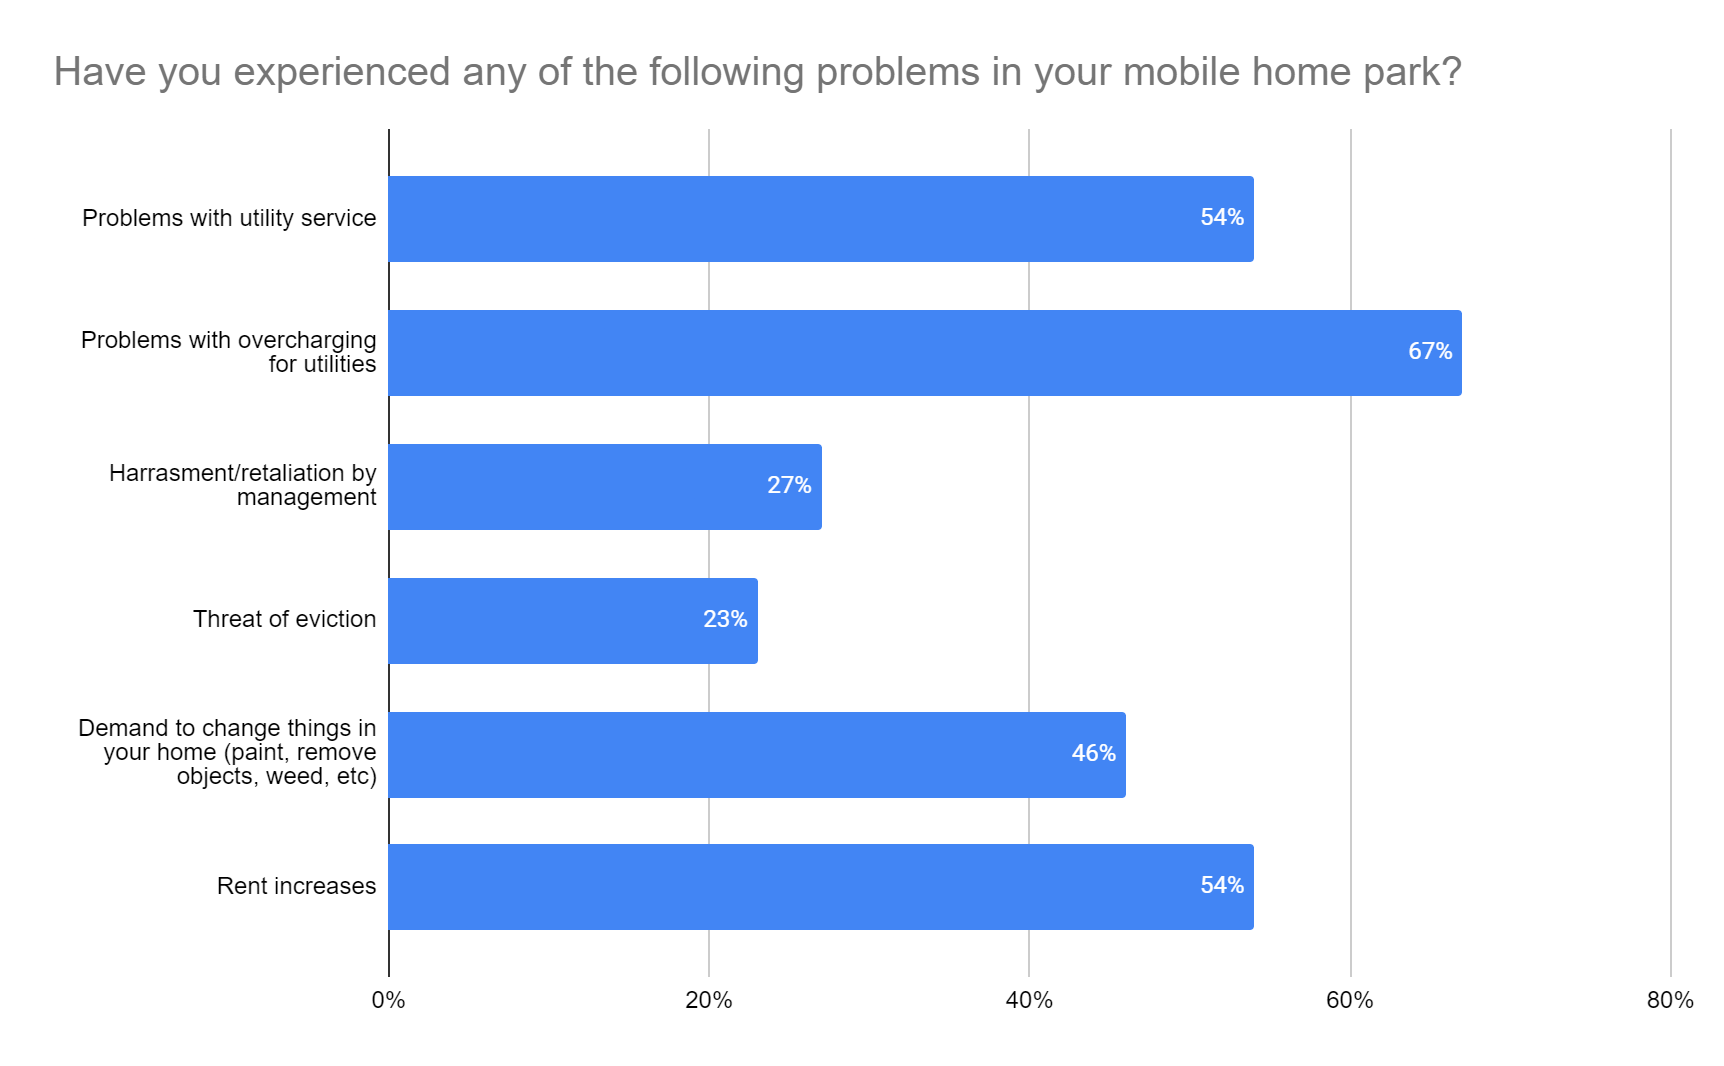 Have you experienced any of the following problems in your mobile home park?
Problems with utility service
54%
Problems with overcharging
for utilities
67%
Harrasment/retaliation by
management
27%
Threat of eviction
23%
Demand to change things in
your home (paint, remove
objects, weed, etc)
46%
Rent increases
54%
0%
20%
40%
60%
80%